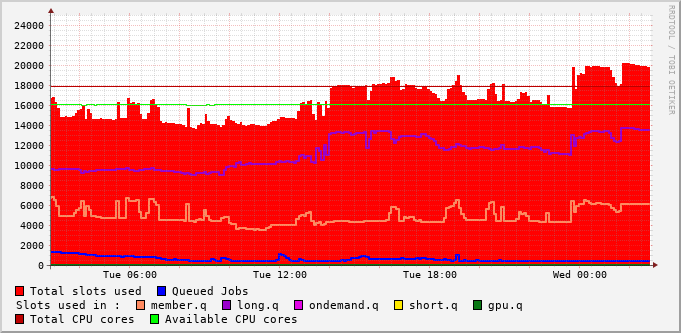 24000
22000
20000
18000
16000
14000
12000
10000
8000
6000
4000
2000
0
Tue 06:00 Tue 12:00 Tue 18:00 Wed 00:00
Total slots used Queued Jobs
Slots used in : member.q long.q ondemand.q short.q gpu.q
Total CPU cores Available CPU cores
RRDTOOL / TOBI OETIKER